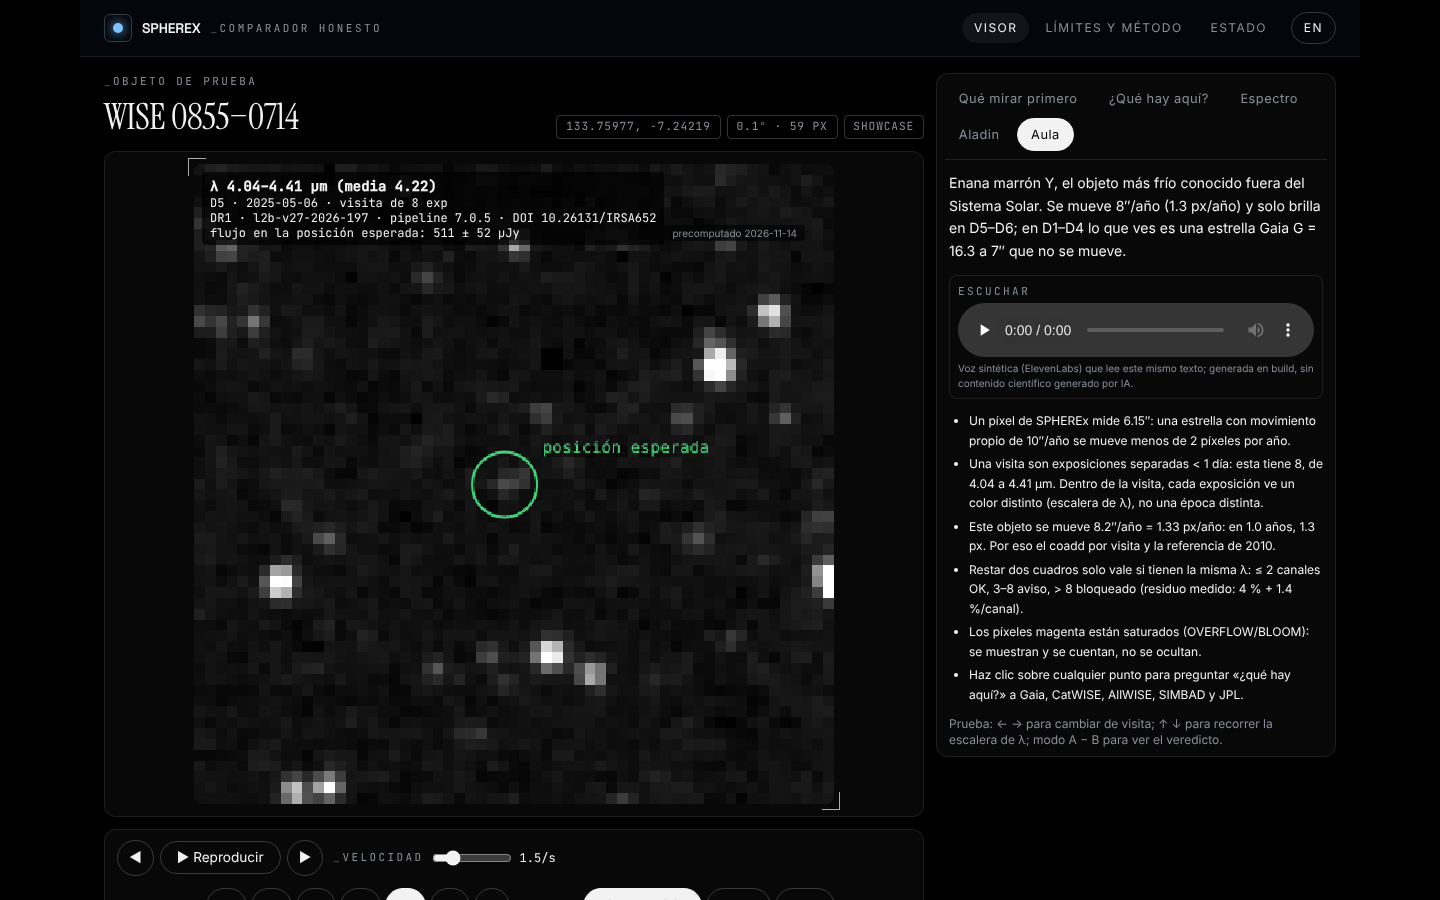 SPHEREX _COMPARADOR HONESTO
VISOR LÍMITES Y MÉTODO ESTADO EN
_OBJETO DE PRUEBA
WISE 0855−0714
133.75977, -7.24219 0.1° · 59 PX SHOWCASE
λ 4.04–4.41 µm (media 4.22)
D5 · 2025-05-06 · visita de 8 exp
DR1 · l2b-v27-2026-197 · pipeline 7.0.5 · DOI 10.26131/IRSA652
flujo en la posición esperada: 511 ± 52 µJy
precomputado 2026-11-14
posición esperada
◀ ▶ Reproducir ▶ _VELOCIDAD 1.5/s
Qué mirar primero ¿Qué hay aquí? Espectro
Aladin Aula
Enana marrón Y, el objeto más frío conocido fuera del
Sistema Solar. Se mueve 8″/año (1.3 px/año) y solo brilla
en D5–D6; en D1–D4 lo que ves es una estrella Gaia G =
16.3 a 7″ que no se mueve.
ESCUCHAR
0:00 / 0:00
Voz sintética (ElevenLabs) que lee este mismo texto; generada en build, sin
contenido científico generado por IA.
• Un píxel de SPHEREx mide 6.15″: una estrella con movimiento
propio de 10″/año se mueve menos de 2 píxeles por año.
• Una visita son exposiciones separadas < 1 día: esta tiene 8, de
4.04 a 4.41 µm. Dentro de la visita, cada exposición ve un
color distinto (escalera de λ), no una época distinta.
• Este objeto se mueve 8.2″/año = 1.33 px/año: en 1.0 años, 1.3
px. Por eso el coadd por visita y la referencia de 2010.
• Restar dos cuadros solo vale si tienen la misma λ: ≤ 2 canales
OK, 3–8 aviso, > 8 bloqueado (residuo medido: 4 % + 1.4
%/canal).
• Los píxeles magenta están saturados (OVERFLOW/BLOOM):
se muestran y se cuentan, no se ocultan.
• Haz clic sobre cualquier punto para preguntar «¿qué hay
aquí?» a Gaia, CatWISE, AllWISE, SIMBAD y JPL.
Prueba: ← → para cambiar de visita; ↑ ↓ para recorrer la
escalera de λ; modo A − B para ver el veredicto.